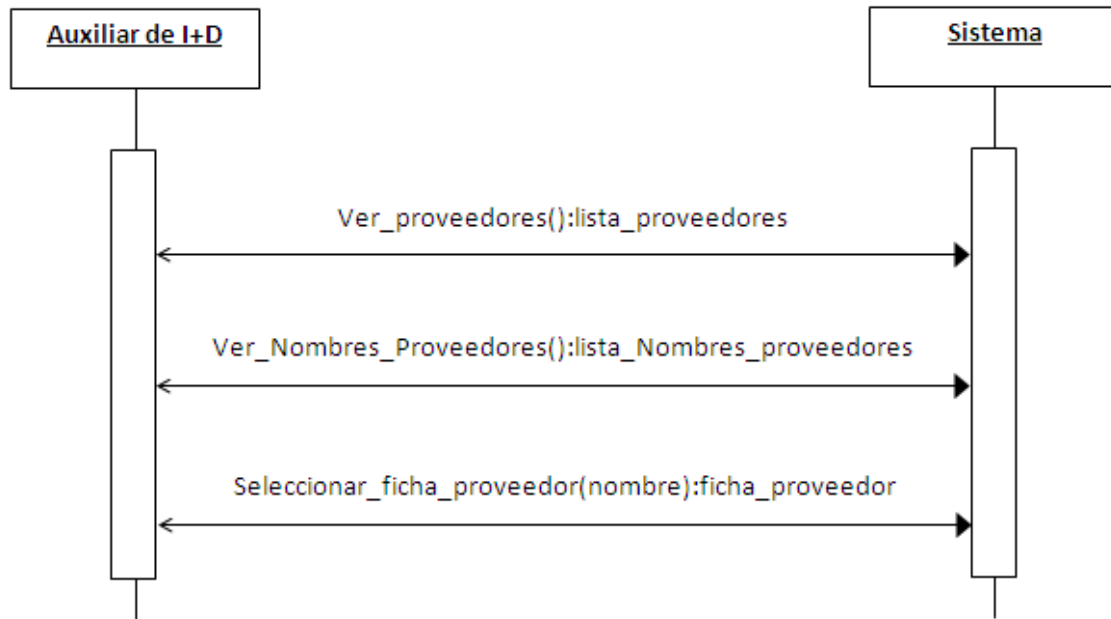 Auxiliar de I+D
Sistema
Ver_proveedores():lista_proveedores
Ver_Nombres_Proveedores():lista_Nombres_proveedores
Seleccionar_ficha_proveedor(nombre):ficha_proveedor